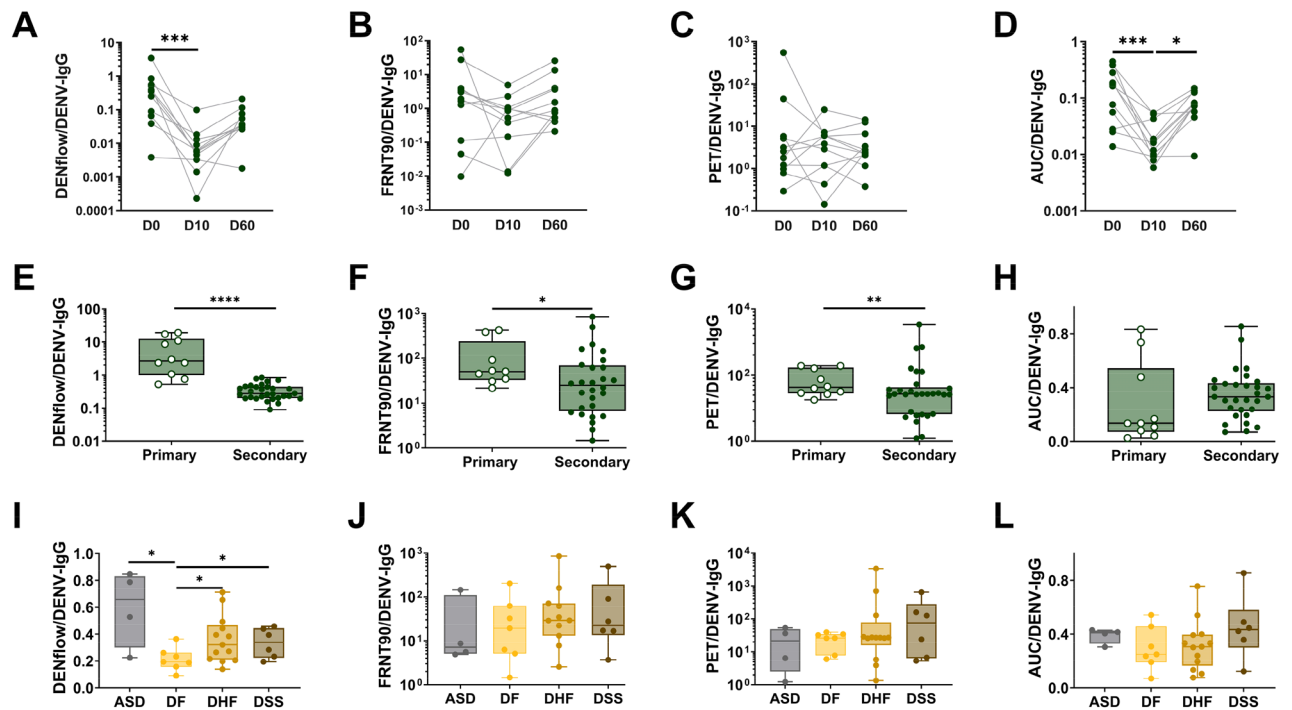 A
DENflow/DENV-IgG
10
1
0.1
0.01
0.001
0.0001
***
D0 D10 D60
B
FRNT90/DENV-IgG
10²
10¹
10⁰
10⁻¹
10⁻²
10⁻³
D0 D10 D60
C
PET/DENV-IgG
10³
10²
10¹
10⁰
10⁻¹
D0 D10 D60
D
AUC/DENV-IgG
1
0.1
0.01
0.001
*** *
D0 D10 D60
E
DENflow/DENV-IgG
100
10
1
0.1
0.01
****
Primary Secondary
F
FRNT90/DENV-IgG
10³
10²
10¹
10⁰
*
Primary Secondary
G
PET/DENV-IgG
10⁴
10²
10⁰
**
Primary Secondary
H
AUC/DENV-IgG
0.8
0.4
0.0
Primary Secondary
I
DENflow/DENV-IgG
1.0
0.8
0.6
0.4
0.2
0.0
* *
*
ASD DF DHF DSS
J
FRNT90/DENV-IgG
10³
10²
10¹
10⁰
ASD DF DHF DSS
K
PET/DENV-IgG
10⁴
10³
10²
10¹
10⁰
ASD DF DHF DSS
L
AUC/DENV-IgG
0.8
0.4
0.0
ASD DF DHF DSS